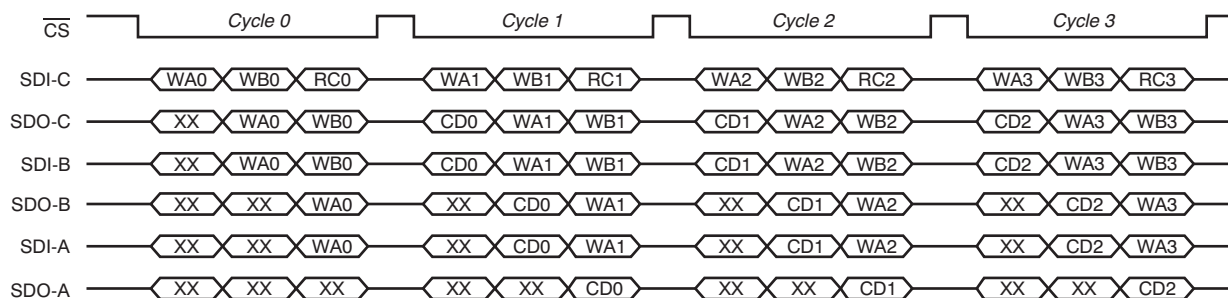 CS Cycle 0 Cycle 1 Cycle 2 Cycle 3
SDI-C WA0 WB0 RC0 WA1 WB1 RC1 WA2 WB2 RC2 WA3 WB3 RC3
SDO-C XX WA0 WB0 CD0 WA1 WB1 CD1 WA2 WB2 CD2 WA3 WB3
SDI-B XX WA0 WB0 CD0 WA1 WB1 CD1 WA2 WB2 CD2 WA3 WB3
SDO-B XX XX WA0 XX CD0 WA1 XX CD1 WA2 XX CD2 WA3
SDI-A XX XX WA0 XX CD0 WA1 XX CD1 WA2 XX CD2 WA3
SDO-A XX XX XX XX XX CD0 XX XX CD1 XX XX CD2